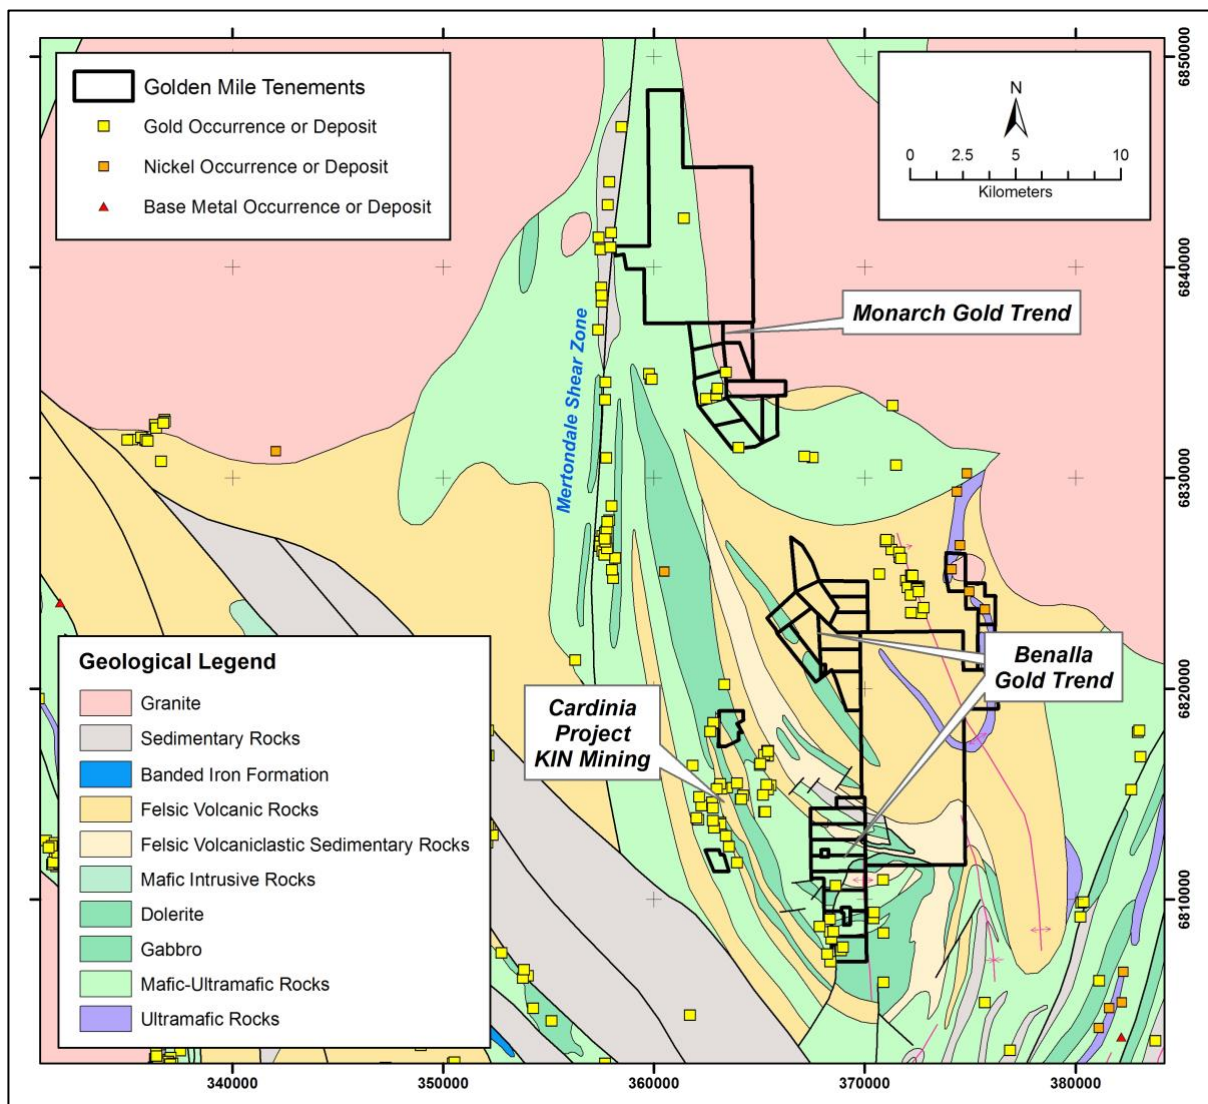 Golden Mile Tenements
Gold Occurrence or Deposit
Nickel Occurrence or Deposit
Base Metal Occurrence or Deposit
N
0 2.5 5 10
Kilometers
6850000
6840000
6830000
6820000
6810000
Monarch Gold Trend
Mertondale Shear Zone
Benalla
Gold Trend
Cardinia
Project
KIN Mining
Geological Legend
Granite
Sedimentary Rocks
Banded Iron Formation
Felsic Volcanic Rocks
Felsic Volcaniclastic Sedimentary Rocks
Mafic Intrusive Rocks
Dolerite
Gabbro
Mafic-Ultramafic Rocks
Ultramafic Rocks
340000 350000 360000 370000 380000